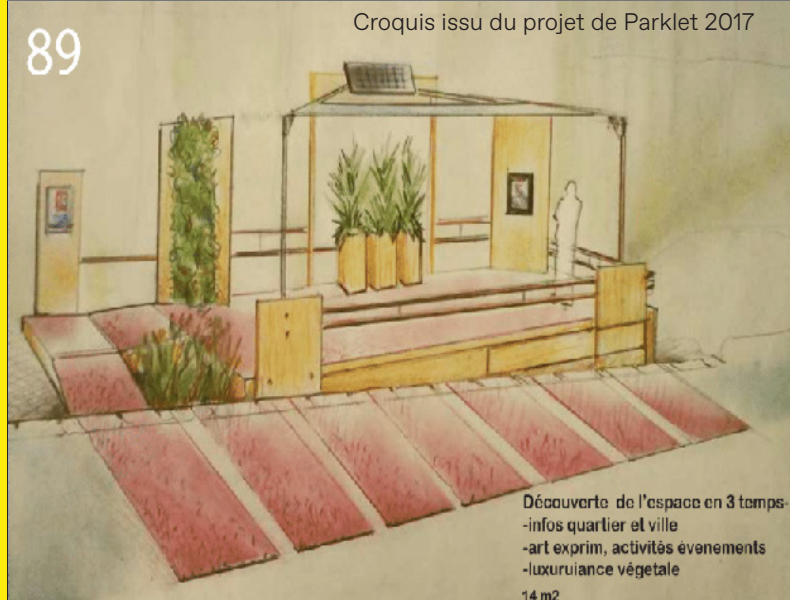 Croquis issu du projet de Parklet 2017
89
Découverte de l'espace en 3 temps-
-infos quartier et ville
-art exprim, activités évenements
-luxuruiance végetale
14 m2